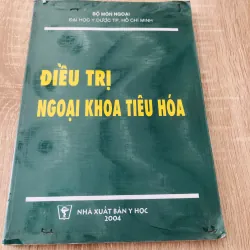 BỘ MÔN NGOẠI
ĐẠI HỌC Y DƯỢC TP. HỒ CHÍ MINH
ĐIỀU TRỊ
NGOẠI KHOA TIÊU HÓA
NHÀ XUẤT BẢN Y HỌC
2004